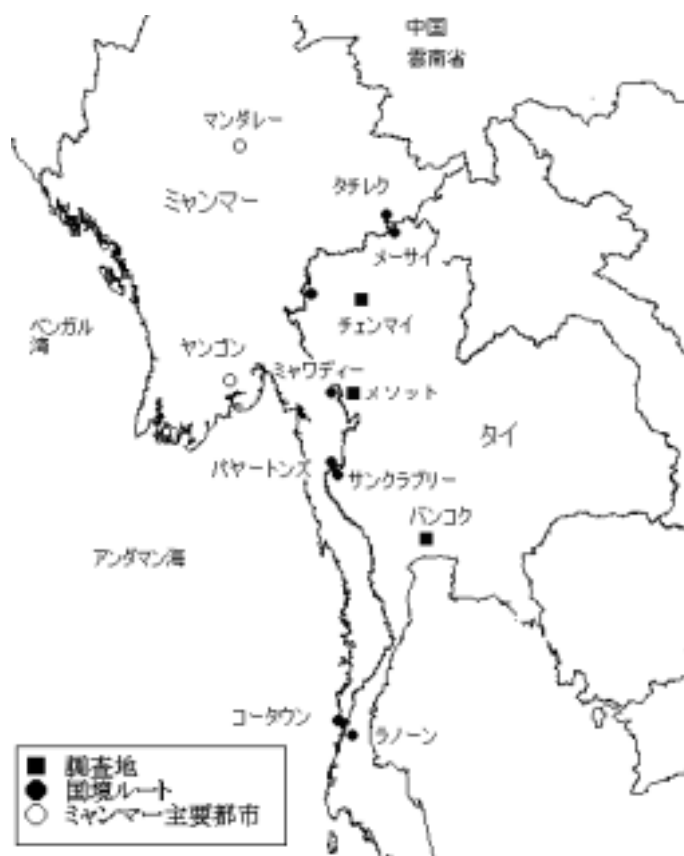 中国
雲南省
マンダレー
タチレク
ミャンマー
メーサイ
ベンガル
湾
チェンマイ
ヤンゴン
ミャワディー
メソット
タイ
パヤートンズ
サンクラブリー
バンコク
アンダマン海
コータウン
ラノーン
調査地
国境ルート
ミャンマー主要都市